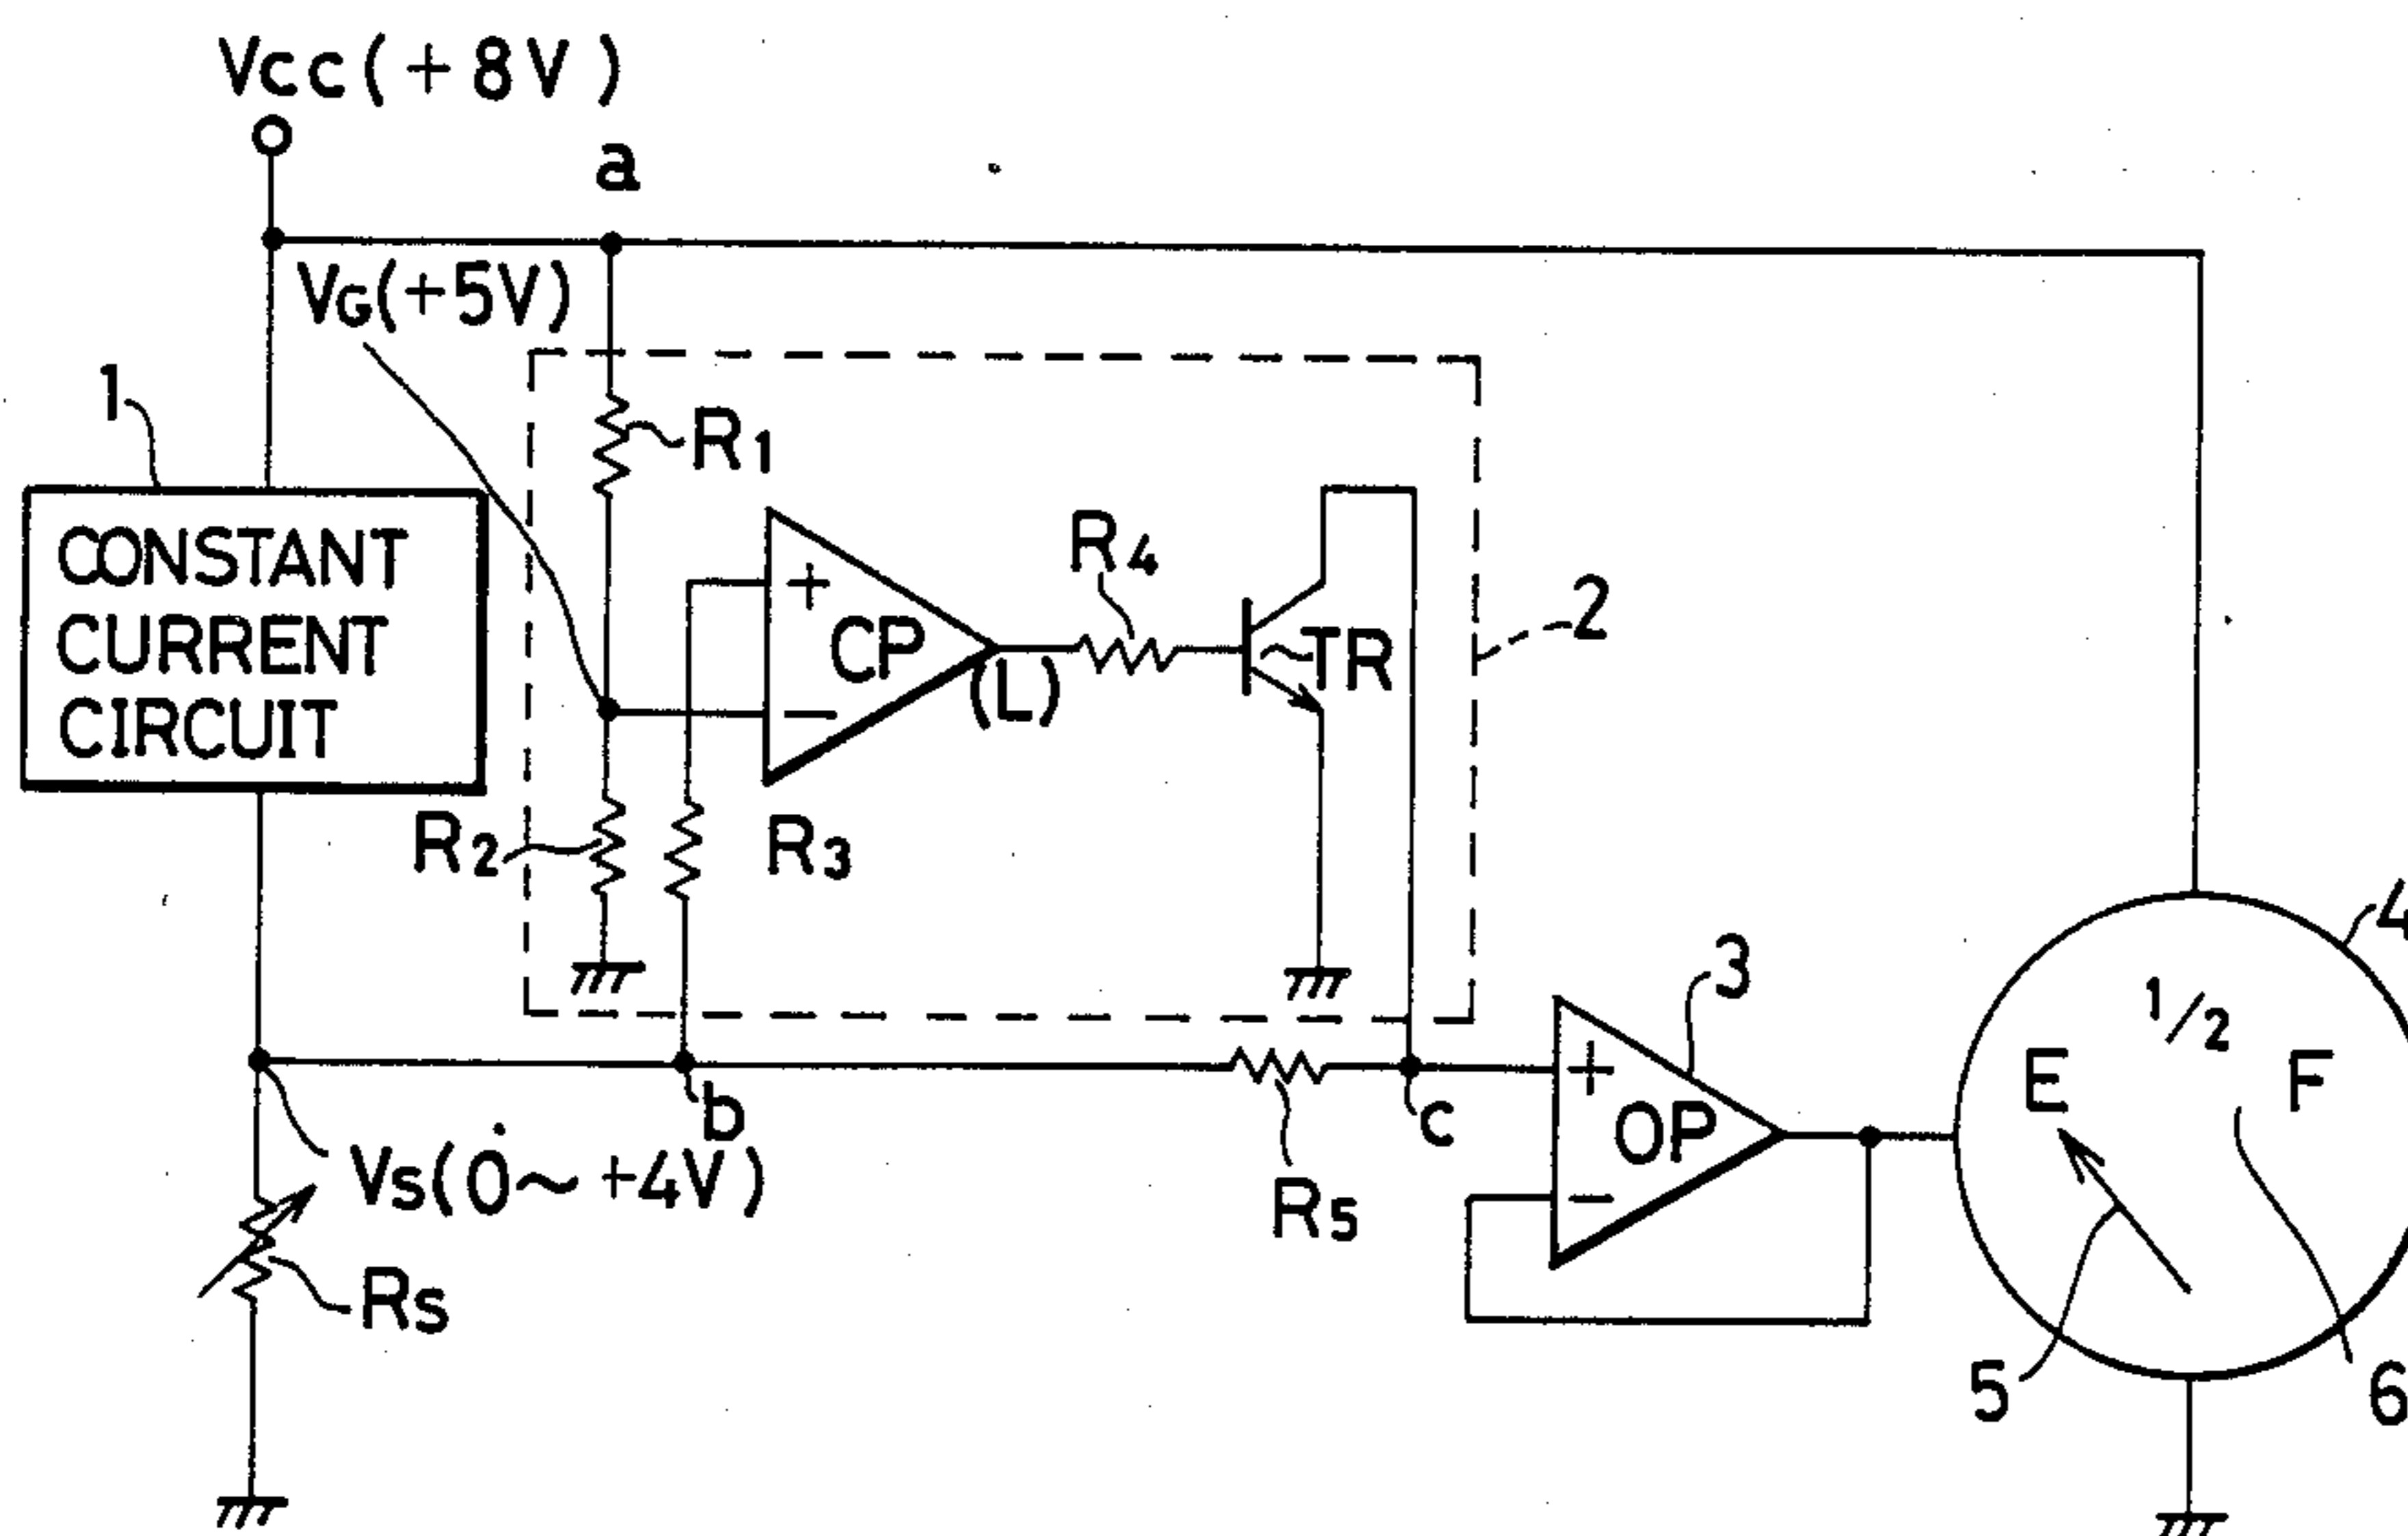 Vcc(+8V)
a
VG(+5V)
1
R1
CONSTANT
CURRENT
CIRCUIT
+
CP
−
(L)
R4
TR
2
R2
R3
3
4
1/2
E
F
b
c
+
OP
−
Vs(0~+4V)
R5
Rs
5
6